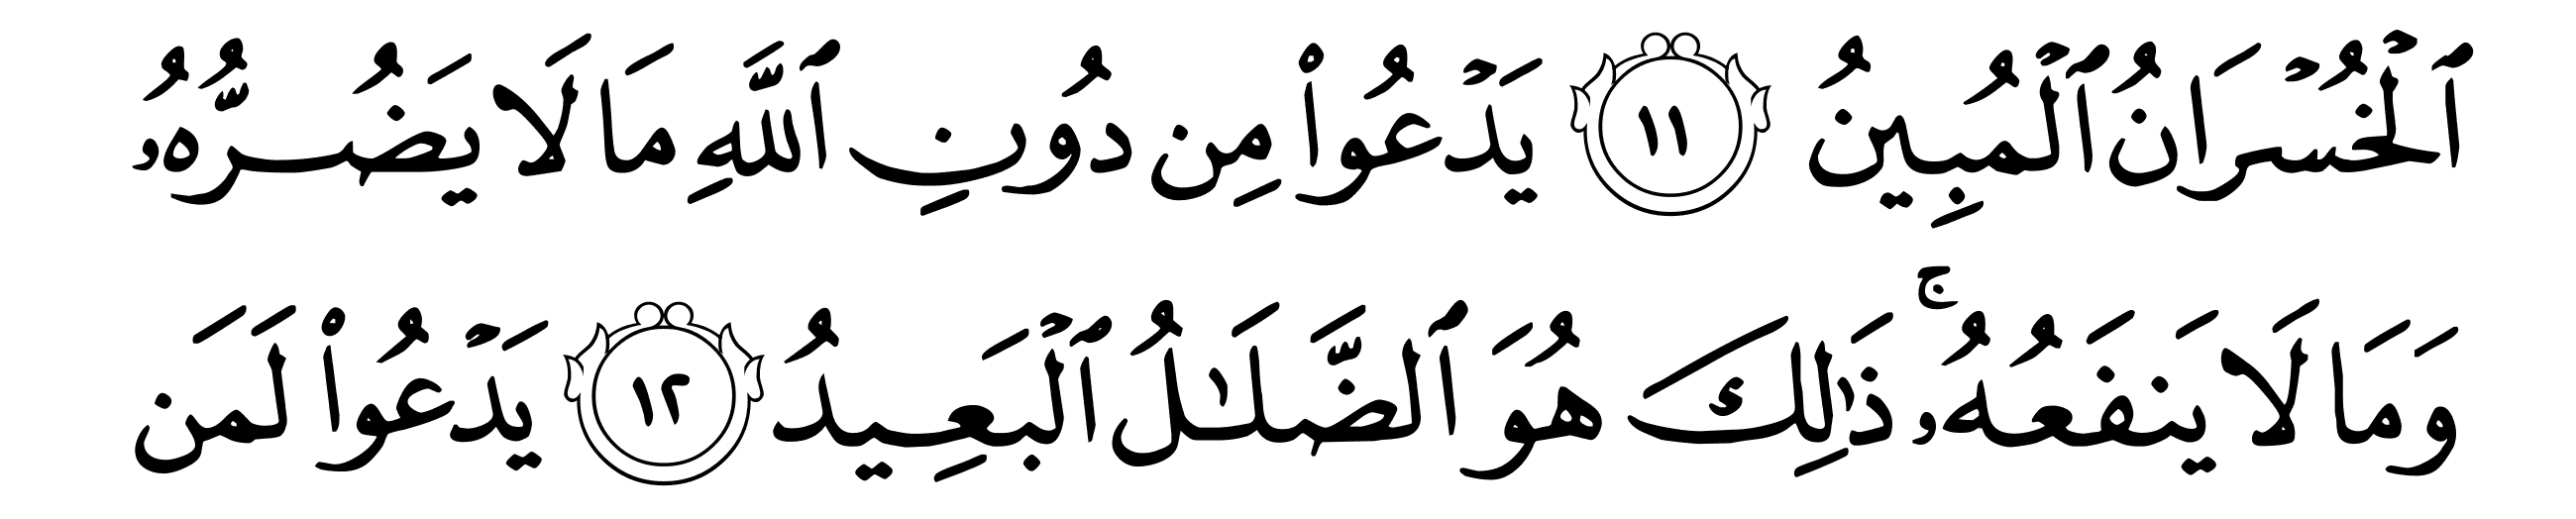 ٱلْخُسْرَانُ ٱلْمُبِينُ ١١ يَدْعُوا۟ مِن دُونِ ٱللَّهِ مَا لَا يَضُرُّهُۥ
وَمَا لَا يَنفَعُهُۥ ۚ ذَٰلِكَ هُوَ ٱلضَّلَـٰلُ ٱلْبَعِيدُ ١٢ يَدْعُوا۟ لَمَن